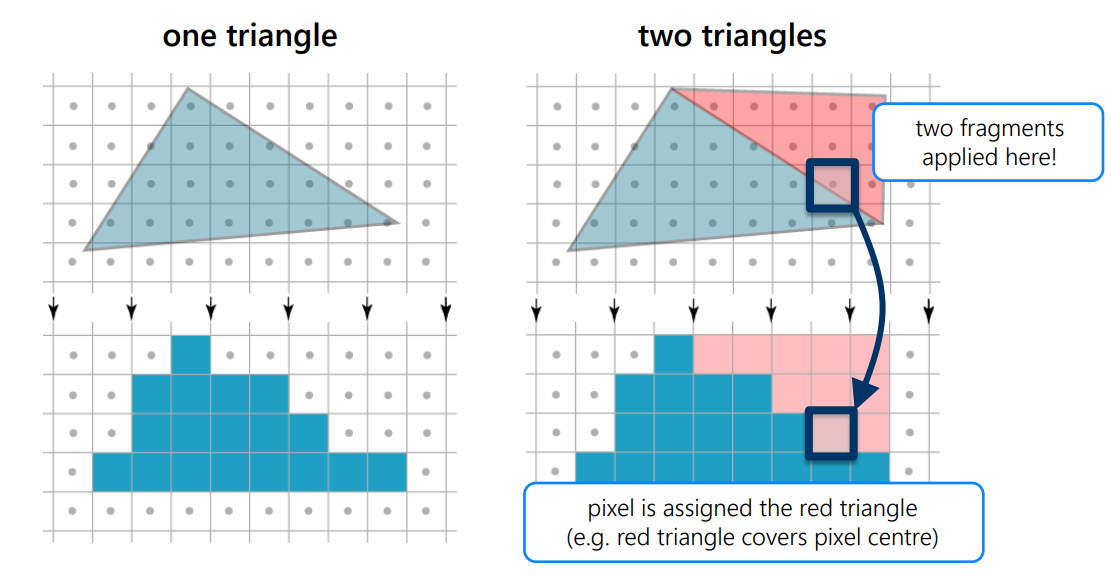 one triangle
two triangles
two fragments
applied here!
pixel is assigned the red triangle
(e.g. red triangle covers pixel centre)